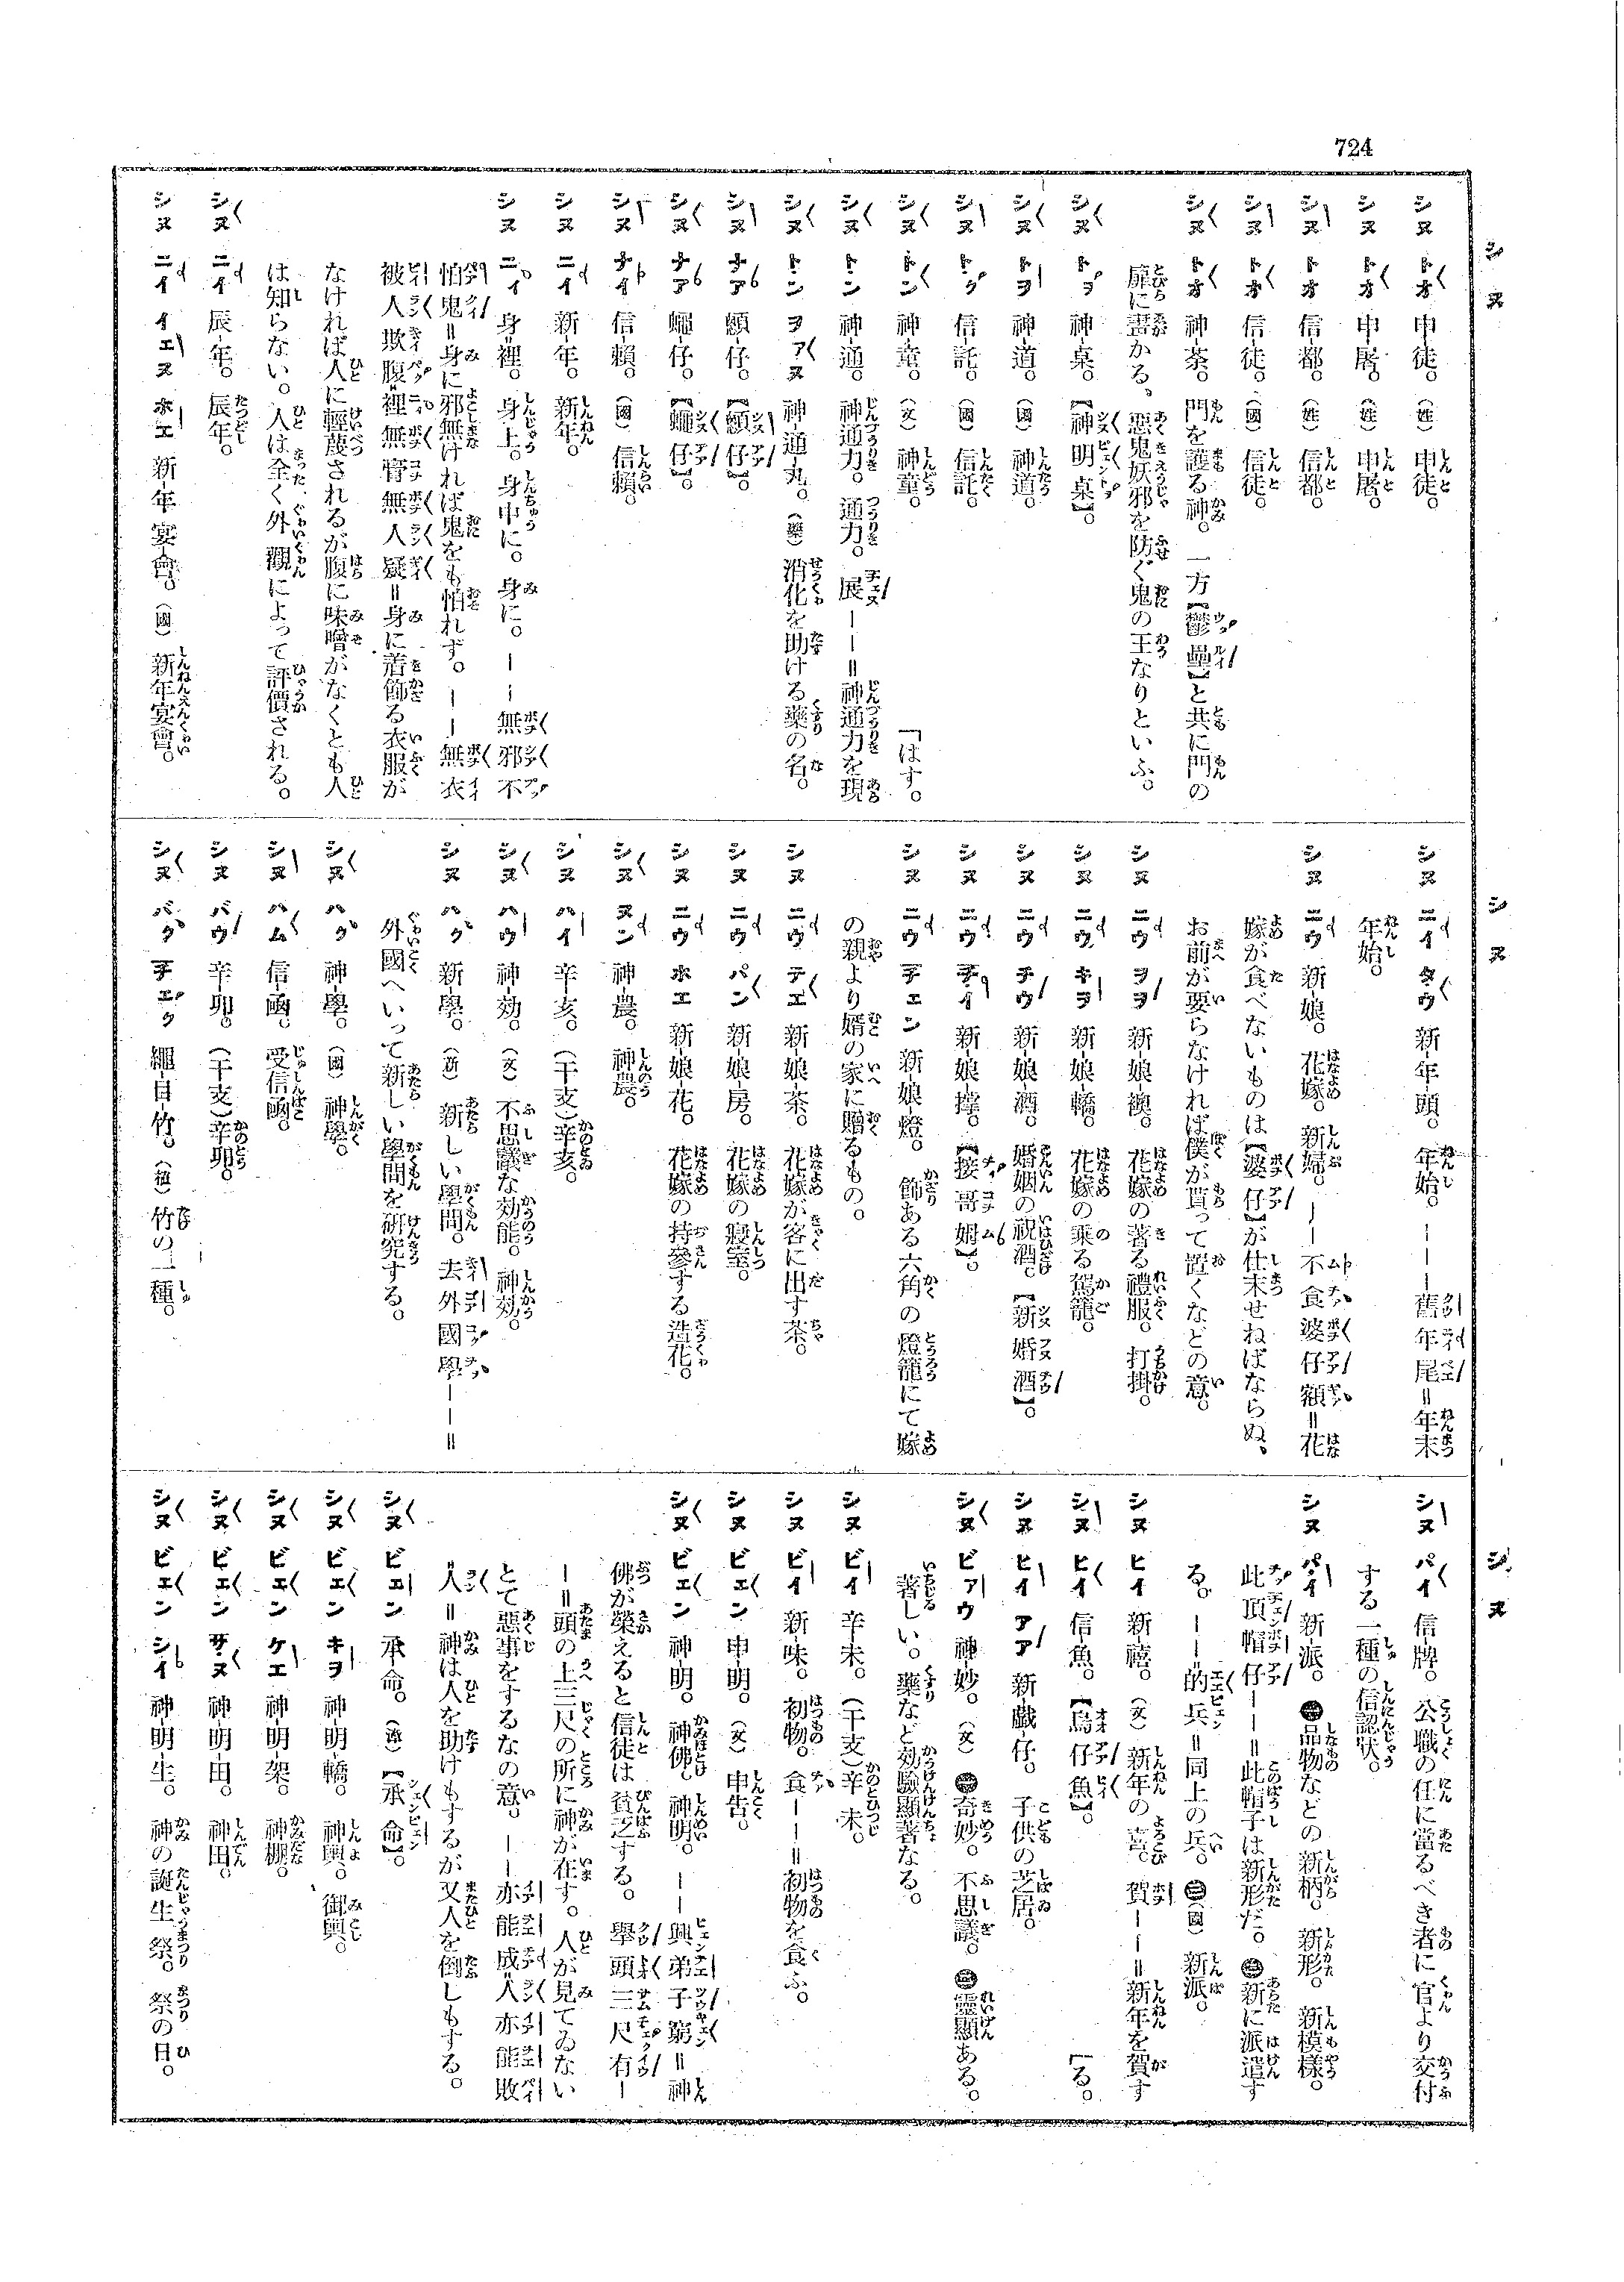 724
シヌ
シヌ トオ 申-徒。(姓) 申徒。
シヌ トオ 申-屠。(姓) 申屠。
シヌ トオ 信-都。(姓) 信都。
シヌ トオ 信-徒。(國) 信徒。
シヌ トオ 神-荼。 門を護る神。一方【鬱壘】と共に門の
扉に畵かる、惡鬼妖邪を防ぐ鬼の王なりといふ。
シヌ トヲ 神-桌。【神明桌】。
シヌ トヲ 神-道。(國) 神道。
シヌ トク 信-託。(國) 信託。
シヌ トン 神-童。(文) 神童。 「はす。
シヌ トン 神-通。 神通力。通力。 展――=神通力を現
シヌ トン ヲァヌ 神-通-丸。(藥) 消化を助ける藥の名。
シヌ ナア 顖-仔。【顖仔】。
シヌ ナア 蠅-仔。【蠅仔】。
シヌ ナイ 信-賴。(國) 信賴。
シヌ ニイ 新-年。 新年。
シヌ ニィ 身=裡。 身上。身中に。身に。――無邪不
怕鬼=身に邪無ければ鬼をも怕れず。――無衣
被人欺腹裡無膏無人疑=身に着飾る衣服が
なければ人に輕蔑されるが腹に味噌がなくとも人
は知らない。人は全く外觀によって評價される。
シヌ ニイ 辰-年。 辰年。
シヌ ニイ イェヌ ホエ 新-年宴-會。(國) 新年宴會。
シヌ
シヌ ニイ タウ 新-年-頭。 年始。―――舊年尾=年末
年始。
シヌ ニウ 新-娘。 花嫁。新婦。――不食婆仔額=花
嫁が食べないものは【婆仔】が仕末せねばならぬ、
お前が要らなければ僕が貰って置くなどの意。
シヌ ニウ ヲヲ 新-娘-襖。 花嫁の著る禮服。打掛。
シヌ ニウ キヲ 新-娘-轎。 花嫁の乘る駕籠。
シヌ ニウ チウ 新-娘-酒。 婚姻の祝酒。【新婚酒】。
シヌ ニウ テイ 新-娘-擋。【接哥姆】。
シヌ ニウ チェン 新-娘-燈。 飾ある六角の燈籠にて嫁
の親より婿の家に贈るもの。
シヌ ニウ テエ 新-娘-茶。 花嫁が客に出す茶。
シヌ ニウ パン 新-娘-房。 花嫁の寢室。
シヌ ニウ ホエ 新-娘-花。 花嫁の持參する造花。
シヌ ヌン 神-農。 神農。
シヌ ハイ 辛-亥。(干支)辛亥。
シヌ ハウ 神-効。(文) 不思議な効能。神効。
シヌ ハク 新-學。(新) 新しい學問。去外國學―――=
外國へいって新しい學問を硏究する。
シヌ ハク 神-學。(國) 神學。
シヌ ハム 信-凾。 受信凾。
シヌ バウ 辛-卯。(干支)辛卯。
シヌ バク チェク 繩-目-竹。(植) 竹の一種。
シヌ
シヌ パイ 信-牌。 公職の任に當るべき者に官より交付
する一種の信認狀。
シヌ パイ 新-派。 品物などの新柄。新形。新模樣。
此頂帽仔――=此帽子は新形だ。新に派遣す
る。――的兵=同上の兵。(國) 新派。
シヌ ヒイ 新-禧。(文) 新年の喜。賀――=新年を賀す
シヌ ヒイ 信-魚。【烏仔魚】。 「る。
シヌ ヒイ アア 新-戲-仔。 子供の芝居。
シヌ ビァウ 神-妙。(文) 奇妙。不思議。靈顯ある。
著しい。藥など効驗顯著なる。
シヌ ビイ 辛-未。(干支)辛未。
シヌ ビイ 新-味。 初物。食――=初物を食ふ。
シヌ ビェン 申-明。(文) 申告。
シヌ ビェン 神-明。 神佛。神明。――興弟子窮=神
佛が榮えると信徒は貧乏する。擧頭三尺有―
―=頭の上三尺の所に神が在す。人が見てゐない
とて惡事をするなの意。――亦能成人亦能敗
人=神は人を助けもするが又人を倒しもする。
シヌ ビェン 承-命。(漳)【承命】。
シヌ ビェン キヲ 神-明-轎。 神輿。御輿。
シヌ ビェン ケエ 神-明-架。 神棚。
シヌ ビェン サヌ 神-明-田。 神田。
シヌ ビェン シイ 神-明-生。 神の誕生祭。祭の日。